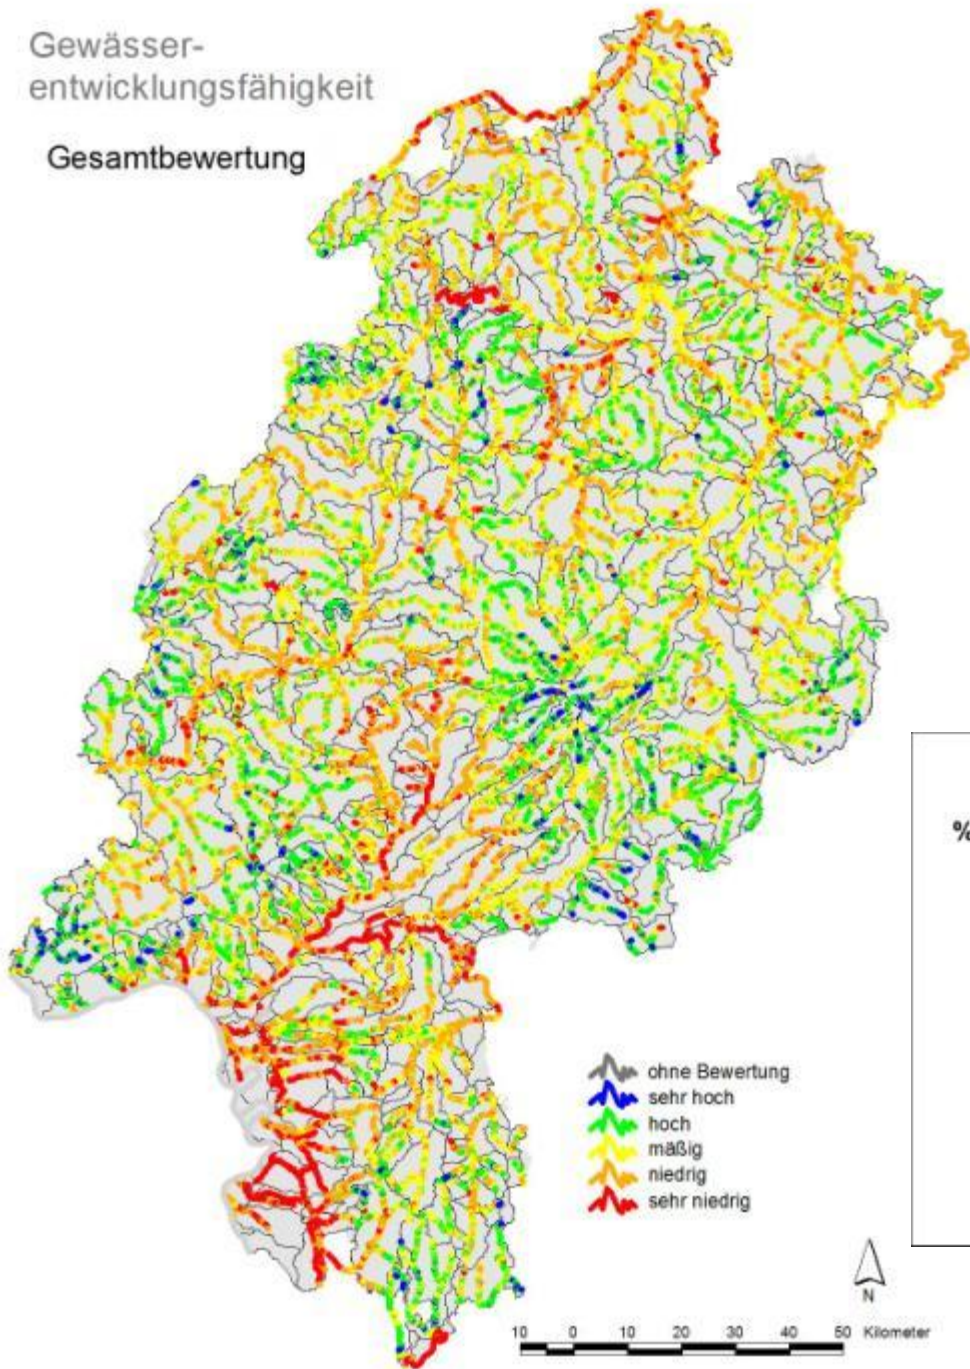 Gewässer-
entwicklungsfähigkeit
Gesamtbewertung
%
ohne Bewertung
sehr hoch
hoch
mäßig
niedrig
sehr niedrig
N
10 0 10 20 30 40 50 Kilometer